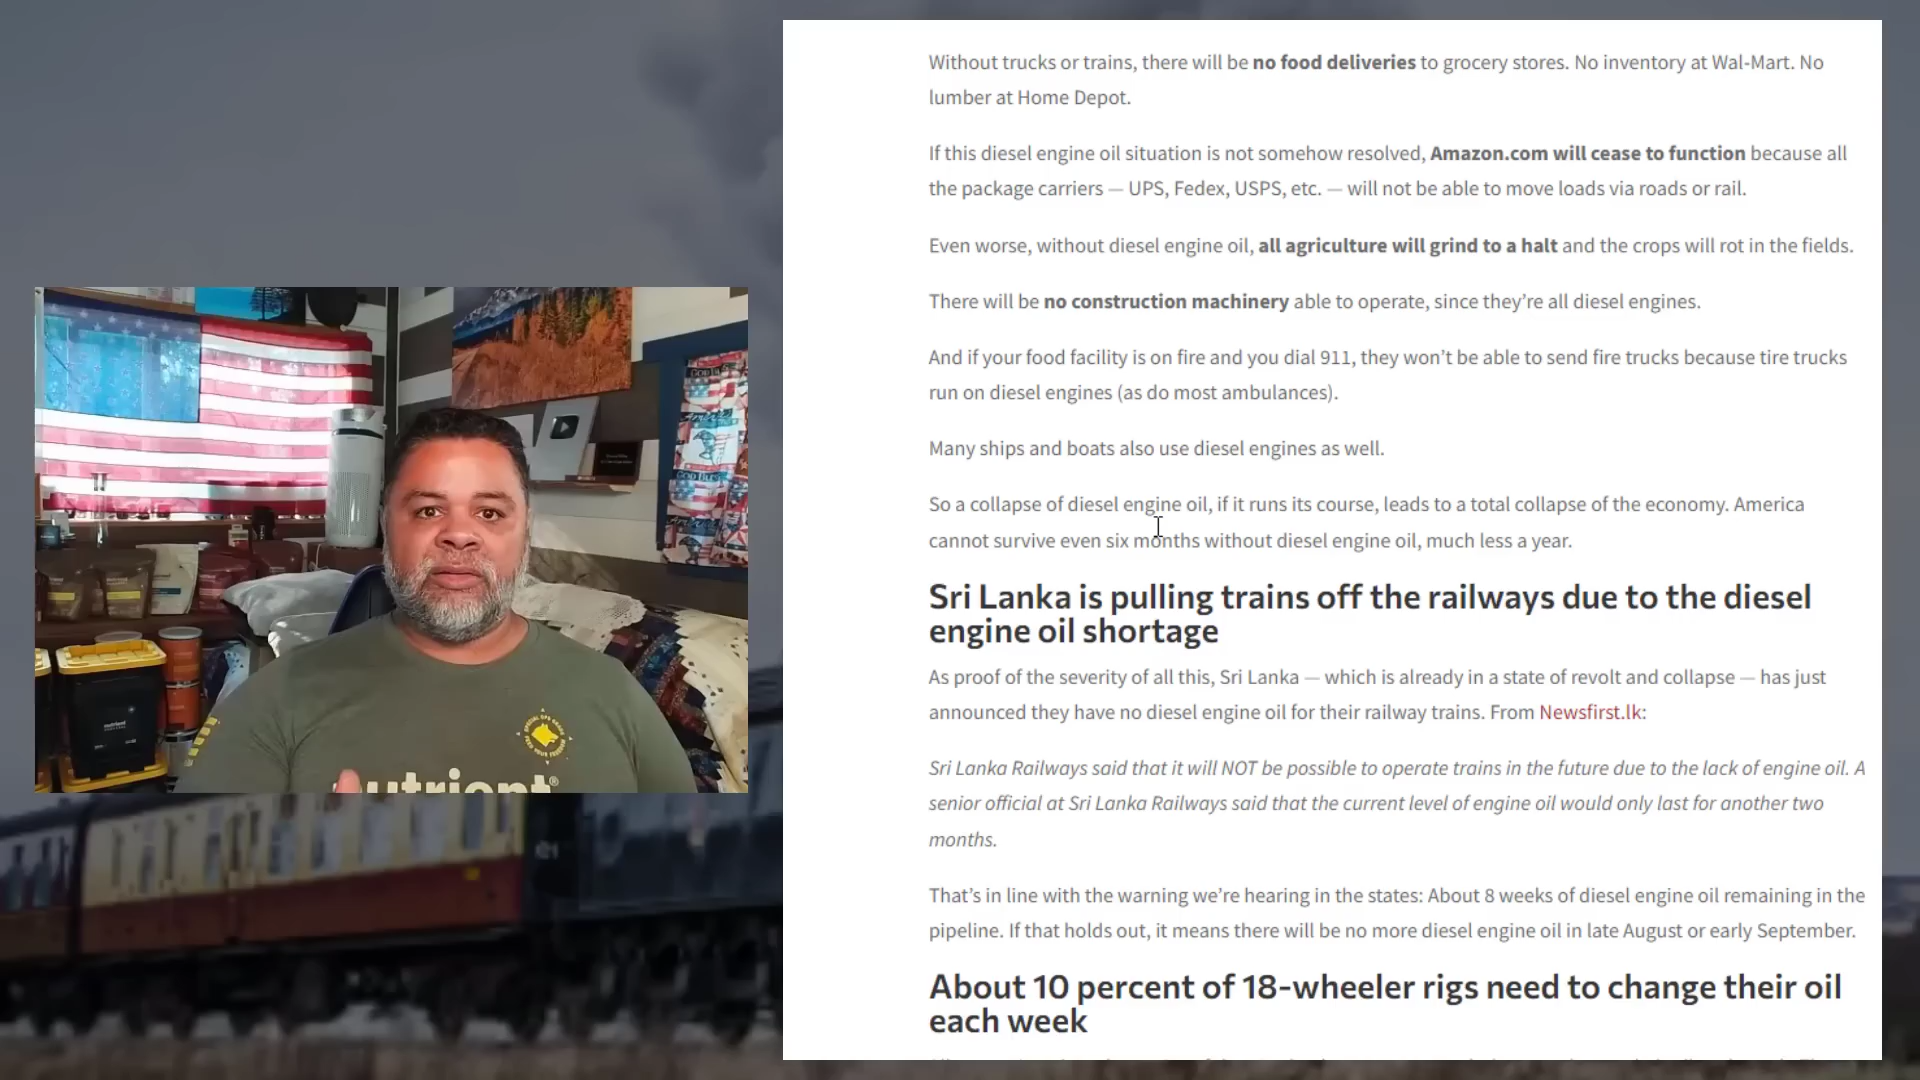 Without trucks or trains, there will be no food deliveries to grocery stores. No inventory at Wal-Mart. No
lumber at Home Depot.
If this diesel engine oil situation is not somehow resolved, Amazon.com will cease to function because all
the package carriers — UPS, Fedex, USPS, etc. — will not be able to move loads via roads or rail.
Even worse, without diesel engine oil, all agriculture will grind to a halt and the crops will rot in the fields.
There will be no construction machinery able to operate, since they’re all diesel engines.
And if your food facility is on fire and you dial 911, they won’t be able to send fire trucks because tire trucks
run on diesel engines (as do most ambulances).
Many ships and boats also use diesel engines as well.
So a collapse of diesel engine oil, if it runs its course, leads to a total collapse of the economy. America
cannot survive even six months without diesel engine oil, much less a year.
Sri Lanka is pulling trains off the railways due to the diesel
engine oil shortage
As proof of the severity of all this, Sri Lanka — which is already in a state of revolt and collapse — has just
announced they have no diesel engine oil for their railway trains. From Newsfirst.lk:
Sri Lanka Railways said that it will NOT be possible to operate trains in the future due to the lack of engine oil. A
senior official at Sri Lanka Railways said that the current level of engine oil would only last for another two
months.
That’s in line with the warning we’re hearing in the states: About 8 weeks of diesel engine oil remaining in the
pipeline. If that holds out, it means there will be no more diesel engine oil in late August or early September.
About 10 percent of 18-wheeler rigs need to change their oil
each week
nutrient®